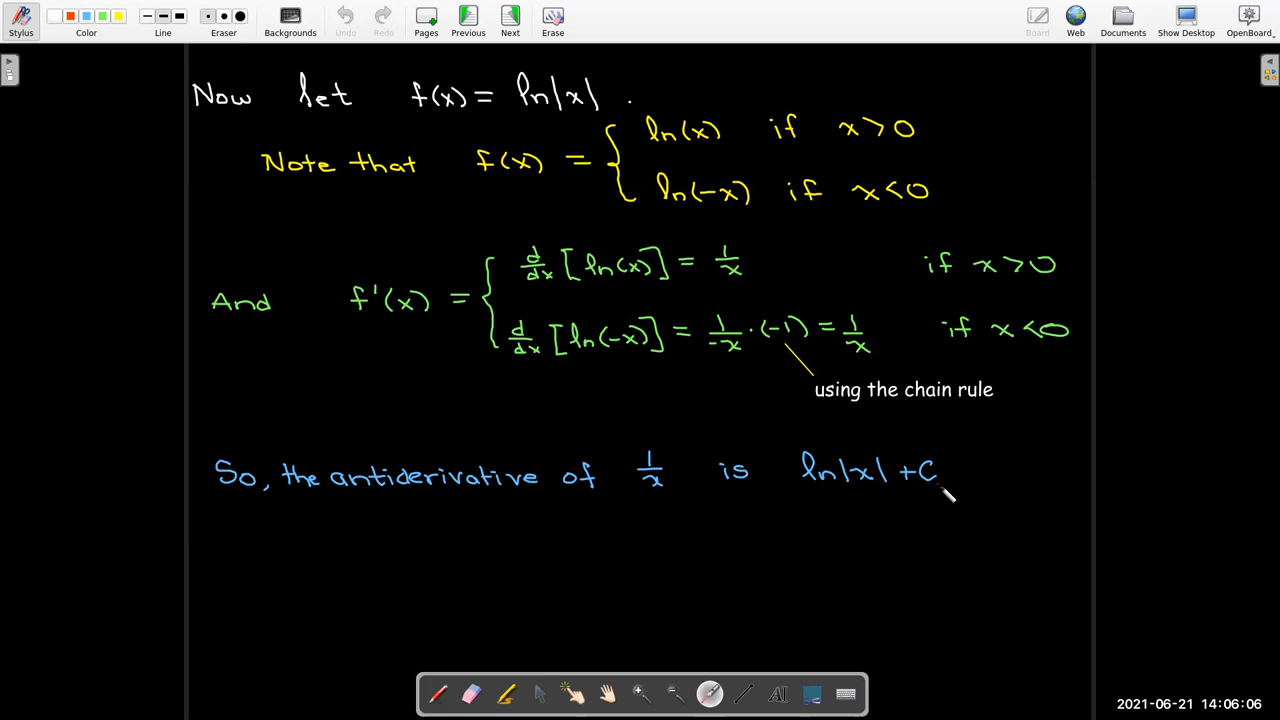 Stylus Color Line Eraser Backgrounds Undo Redo Pages Previous Next Erase Board Web Documents Show Desktop OpenBoard
Now let f(x) = ln|x| .
Note that f(x) = { ln(x) if x > 0
ln(-x) if x < 0
And f'(x) = { d/dx [ln(x)] = 1/x if x > 0
d/dx [ln(-x)] = 1/-x · (-1) = 1/x if x < 0
using the chain rule
So, the antiderivative of 1/x is ln|x| + C
AI
2021-06-21 14:06:06